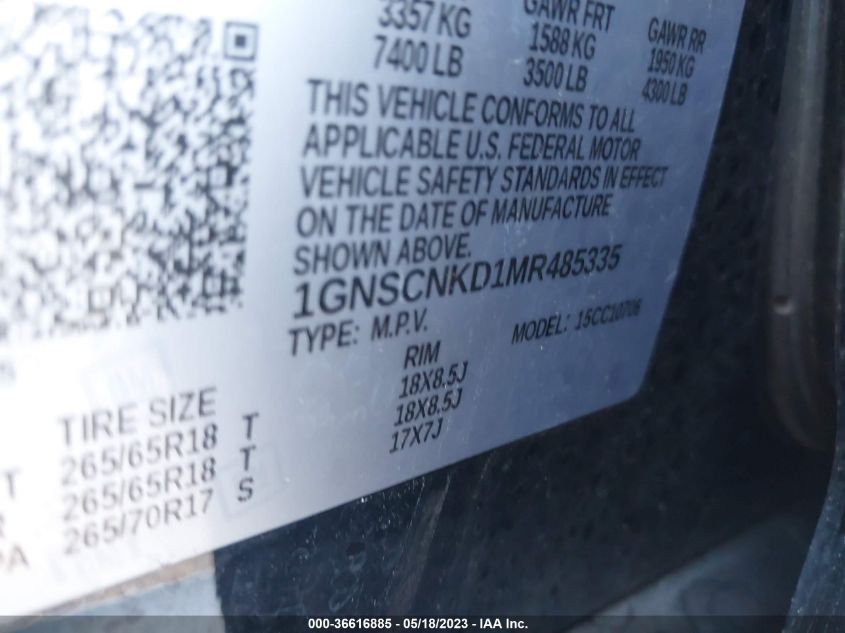 3357 KG
7400 LB
GAWR FRT
1588 KG
3500 LB
GAWR RR
1950 KG
4300 LB
THIS VEHICLE CONFORMS TO ALL
APPLICABLE U.S. FEDERAL MOTOR
VEHICLE SAFETY STANDARDS IN EFFECT
ON THE DATE OF MANUFACTURE
SHOWN ABOVE.
1GNSCNKD1MR485335
TYPE: M.P.V. MODEL: 15CC10706
TIRE SIZE RIM
T 265/65R18 T 18X8.5J
R 265/65R18 T 18X8.5J
PA 265/70R17 S 17X7J
000-36616885 - 05/18/2023 - IAA Inc.